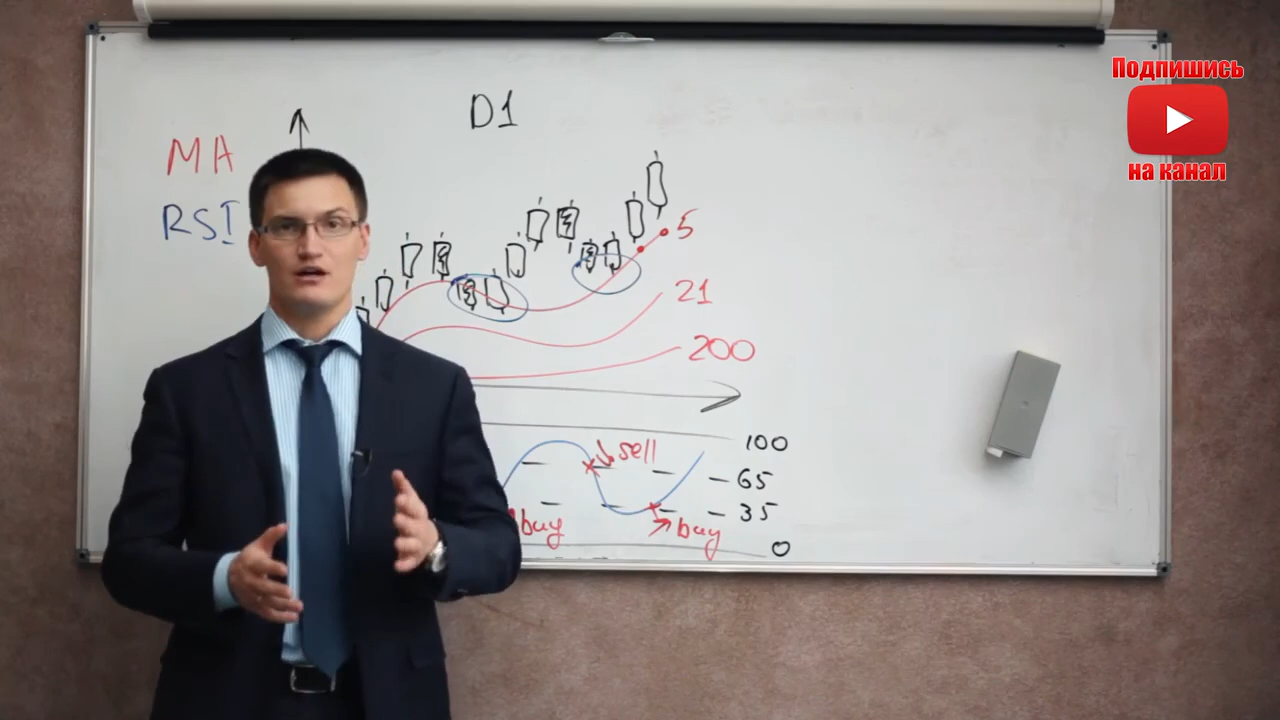 Подпишись
на канал
D1
MA
RSI
5
21
200
100
sell
65
35
buy
buy
0